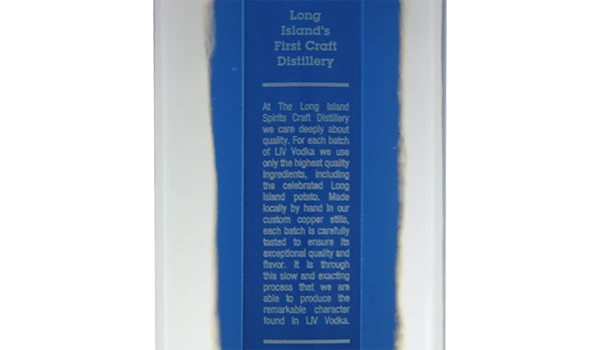 Long
Island's
First Craft
Distillery
At The Long Island
Spirits Craft Distillery
we care deeply about
quality. For each batch
of LIV Vodka we use
only the highest quality
ingredients, including
the celebrated Long
Island potato. Made
locally by hand in our
custom copper stills,
each batch is carefully
tasted to ensure its
exceptional quality and
flavor. It is through
this slow and exacting
process that we are
able to produce the
remarkable character
found in LIV Vodka.